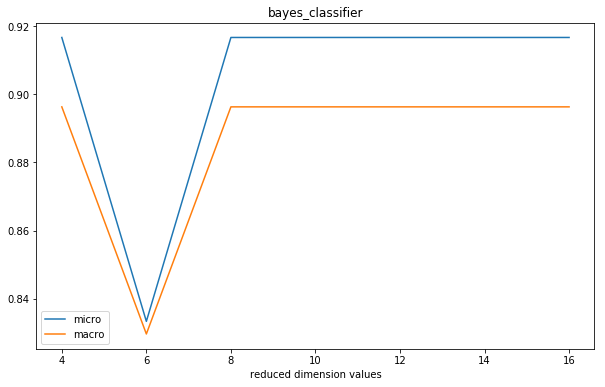 bayes_classifier
0.92
0.90
0.88
0.86
0.84
micro
macro
4 6 8 10 12 14 16
reduced dimension values